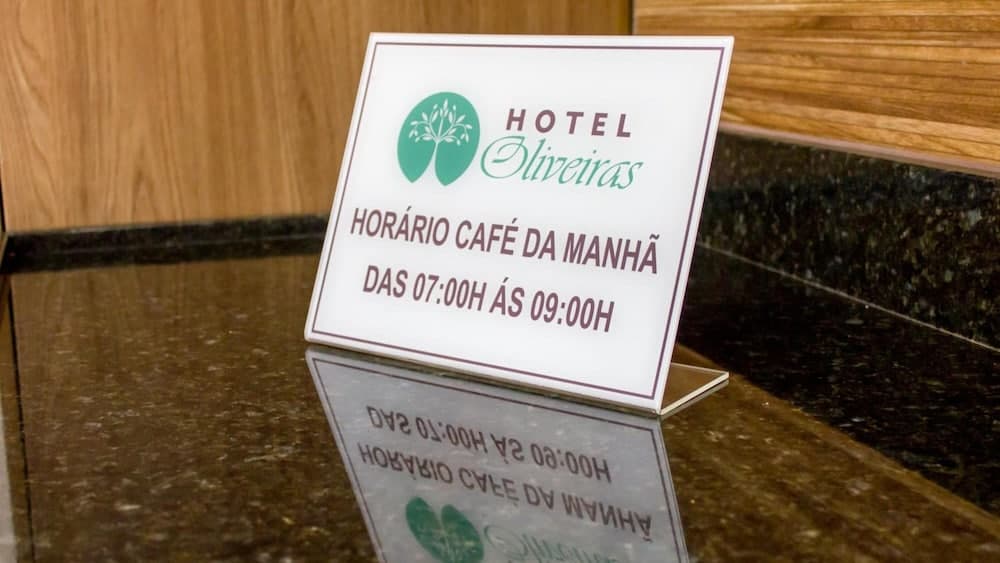 HOTEL
Oliveiras
HORÁRIO CAFÉ DA MANHÃ
DAS 07:00H ÁS 09:00H